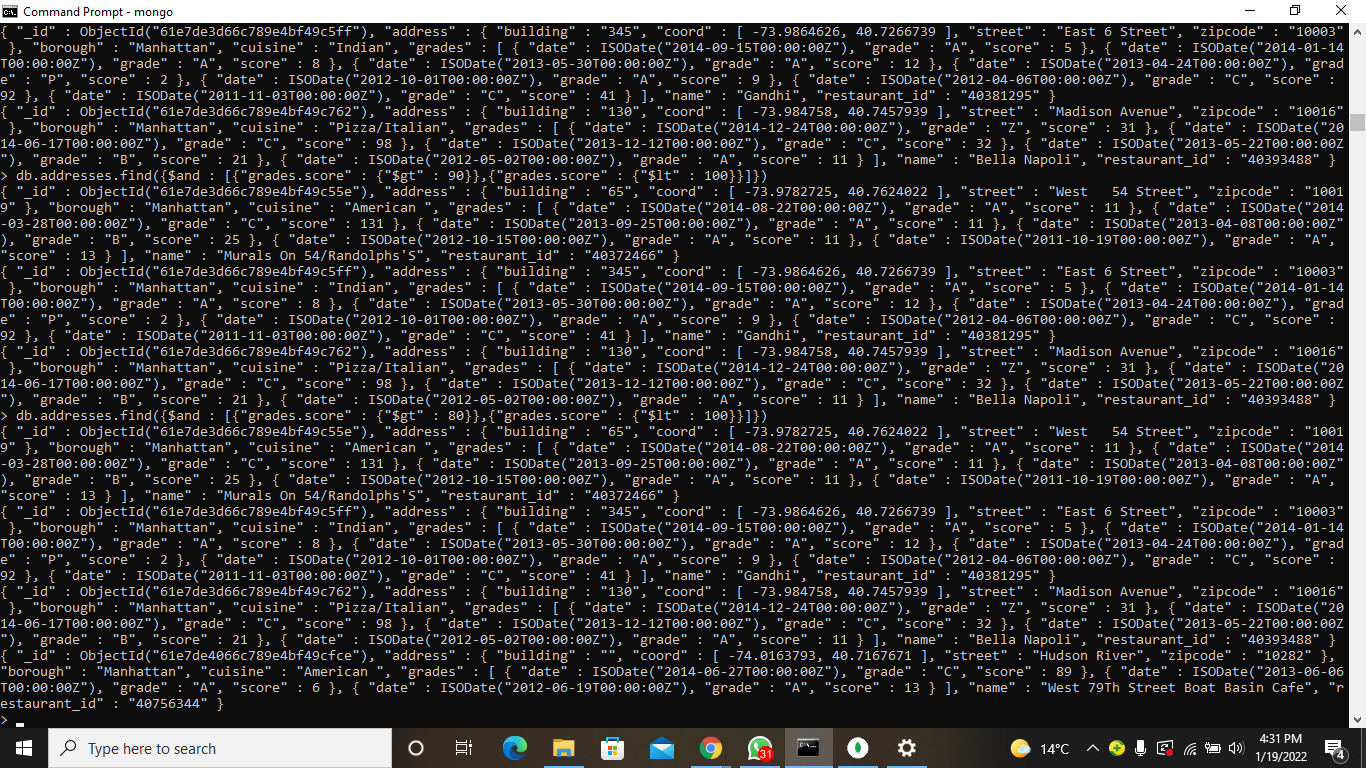 Command Prompt - mongo
{ "_id" : ObjectId("61e7de3d66c789e4bf49c5ff"), "address" : { "building" : "345", "coord" : [ -73.9864626, 40.7266739 ], "street" : "East 6 Street", "zipcode" : "10003"
 }, "borough" : "Manhattan", "cuisine" : "Indian", "grades" : [ { "date" : ISODate("2014-09-15T00:00:00Z"), "grade" : "A", "score" : 5 }, { "date" : ISODate("2014-01-14
T00:00:00Z"), "grade" : "A", "score" : 8 }, { "date" : ISODate("2013-05-30T00:00:00Z"), "grade" : "A", "score" : 12 }, { "date" : ISODate("2013-04-24T00:00:00Z"), "grad
e" : "P", "score" : 2 }, { "date" : ISODate("2012-10-01T00:00:00Z"), "grade" : "A", "score" : 9 }, { "date" : ISODate("2012-04-06T00:00:00Z"), "grade" : "C", "score" :
92 }, { "date" : ISODate("2011-11-03T00:00:00Z"), "grade" : "C", "score" : 41 } ], "name" : "Gandhi", "restaurant_id" : "40381295" }
{ "_id" : ObjectId("61e7de3d66c789e4bf49c762"), "address" : { "building" : "130", "coord" : [ -73.984758, 40.7457939 ], "street" : "Madison Avenue", "zipcode" : "10016"
 }, "borough" : "Manhattan", "cuisine" : "Pizza/Italian", "grades" : [ { "date" : ISODate("2014-12-24T00:00:00Z"), "grade" : "Z", "score" : 31 }, { "date" : ISODate("20
14-06-17T00:00:00Z"), "grade" : "C", "score" : 98 }, { "date" : ISODate("2013-12-12T00:00:00Z"), "grade" : "C", "score" : 32 }, { "date" : ISODate("2013-05-22T00:00:00Z
"), "grade" : "B", "score" : 21 }, { "date" : ISODate("2012-05-02T00:00:00Z"), "grade" : "A", "score" : 11 } ], "name" : "Bella Napoli", "restaurant_id" : "40393488" }
> db.addresses.find({$and : [{"grades.score" : {"$gt" : 90}},{"grades.score" : {"$lt" : 100}}]})
{ "_id" : ObjectId("61e7de3d66c789e4bf49c55e"), "address" : { "building" : "65", "coord" : [ -73.9782725, 40.7624022 ], "street" : "West   54 Street", "zipcode" : "1001
9" }, "borough" : "Manhattan", "cuisine" : "American ", "grades" : [ { "date" : ISODate("2014-08-22T00:00:00Z"), "grade" : "A", "score" : 11 }, { "date" : ISODate("2014
-03-28T00:00:00Z"), "grade" : "C", "score" : 131 }, { "date" : ISODate("2013-09-25T00:00:00Z"), "grade" : "A", "score" : 11 }, { "date" : ISODate("2013-04-08T00:00:00Z"
), "grade" : "B", "score" : 25 }, { "date" : ISODate("2012-10-15T00:00:00Z"), "grade" : "A", "score" : 11 }, { "date" : ISODate("2011-10-19T00:00:00Z"), "grade" : "A",
"score" : 13 } ], "name" : "Murals On 54/Randolphs'S", "restaurant_id" : "40372466" }
{ "_id" : ObjectId("61e7de3d66c789e4bf49c5ff"), "address" : { "building" : "345", "coord" : [ -73.9864626, 40.7266739 ], "street" : "East 6 Street", "zipcode" : "10003"
 }, "borough" : "Manhattan", "cuisine" : "Indian", "grades" : [ { "date" : ISODate("2014-09-15T00:00:00Z"), "grade" : "A", "score" : 5 }, { "date" : ISODate("2014-01-14
T00:00:00Z"), "grade" : "A", "score" : 8 }, { "date" : ISODate("2013-05-30T00:00:00Z"), "grade" : "A", "score" : 12 }, { "date" : ISODate("2013-04-24T00:00:00Z"), "grad
e" : "P", "score" : 2 }, { "date" : ISODate("2012-10-01T00:00:00Z"), "grade" : "A", "score" : 9 }, { "date" : ISODate("2012-04-06T00:00:00Z"), "grade" : "C", "score" :
92 }, { "date" : ISODate("2011-11-03T00:00:00Z"), "grade" : "C", "score" : 41 } ], "name" : "Gandhi", "restaurant_id" : "40381295" }
{ "_id" : ObjectId("61e7de3d66c789e4bf49c762"), "address" : { "building" : "130", "coord" : [ -73.984758, 40.7457939 ], "street" : "Madison Avenue", "zipcode" : "10016"
 }, "borough" : "Manhattan", "cuisine" : "Pizza/Italian", "grades" : [ { "date" : ISODate("2014-12-24T00:00:00Z"), "grade" : "Z", "score" : 31 }, { "date" : ISODate("20
14-06-17T00:00:00Z"), "grade" : "C", "score" : 98 }, { "date" : ISODate("2013-12-12T00:00:00Z"), "grade" : "C", "score" : 32 }, { "date" : ISODate("2013-05-22T00:00:00Z
"), "grade" : "B", "score" : 21 }, { "date" : ISODate("2012-05-02T00:00:00Z"), "grade" : "A", "score" : 11 } ], "name" : "Bella Napoli", "restaurant_id" : "40393488" }
> db.addresses.find({$and : [{"grades.score" : {"$gt" : 80}},{"grades.score" : {"$lt" : 100}}]})
{ "_id" : ObjectId("61e7de3d66c789e4bf49c55e"), "address" : { "building" : "65", "coord" : [ -73.9782725, 40.7624022 ], "street" : "West   54 Street", "zipcode" : "1001
9" }, "borough" : "Manhattan", "cuisine" : "American ", "grades" : [ { "date" : ISODate("2014-08-22T00:00:00Z"), "grade" : "A", "score" : 11 }, { "date" : ISODate("2014
-03-28T00:00:00Z"), "grade" : "C", "score" : 131 }, { "date" : ISODate("2013-09-25T00:00:00Z"), "grade" : "A", "score" : 11 }, { "date" : ISODate("2013-04-08T00:00:00Z"
), "grade" : "B", "score" : 25 }, { "date" : ISODate("2012-10-15T00:00:00Z"), "grade" : "A", "score" : 11 }, { "date" : ISODate("2011-10-19T00:00:00Z"), "grade" : "A",
"score" : 13 } ], "name" : "Murals On 54/Randolphs'S", "restaurant_id" : "40372466" }
{ "_id" : ObjectId("61e7de3d66c789e4bf49c5ff"), "address" : { "building" : "345", "coord" : [ -73.9864626, 40.7266739 ], "street" : "East 6 Street", "zipcode" : "10003"
 }, "borough" : "Manhattan", "cuisine" : "Indian", "grades" : [ { "date" : ISODate("2014-09-15T00:00:00Z"), "grade" : "A", "score" : 5 }, { "date" : ISODate("2014-01-14
T00:00:00Z"), "grade" : "A", "score" : 8 }, { "date" : ISODate("2013-05-30T00:00:00Z"), "grade" : "A", "score" : 12 }, { "date" : ISODate("2013-04-24T00:00:00Z"), "grad
e" : "P", "score" : 2 }, { "date" : ISODate("2012-10-01T00:00:00Z"), "grade" : "A", "score" : 9 }, { "date" : ISODate("2012-04-06T00:00:00Z"), "grade" : "C", "score" :
92 }, { "date" : ISODate("2011-11-03T00:00:00Z"), "grade" : "C", "score" : 41 } ], "name" : "Gandhi", "restaurant_id" : "40381295" }
{ "_id" : ObjectId("61e7de3d66c789e4bf49c762"), "address" : { "building" : "130", "coord" : [ -73.984758, 40.7457939 ], "street" : "Madison Avenue", "zipcode" : "10016"
 }, "borough" : "Manhattan", "cuisine" : "Pizza/Italian", "grades" : [ { "date" : ISODate("2014-12-24T00:00:00Z"), "grade" : "Z", "score" : 31 }, { "date" : ISODate("20
14-06-17T00:00:00Z"), "grade" : "C", "score" : 98 }, { "date" : ISODate("2013-12-12T00:00:00Z"), "grade" : "C", "score" : 32 }, { "date" : ISODate("2013-05-22T00:00:00Z
"), "grade" : "B", "score" : 21 }, { "date" : ISODate("2012-05-02T00:00:00Z"), "grade" : "A", "score" : 11 } ], "name" : "Bella Napoli", "restaurant_id" : "40393488" }
{ "_id" : ObjectId("61e7de4066c789e4bf49cfce"), "address" : { "building" : "", "coord" : [ -74.0163793, 40.7167671 ], "street" : "Hudson River", "zipcode" : "10282" },
"borough" : "Manhattan", "cuisine" : "American ", "grades" : [ { "date" : ISODate("2014-06-27T00:00:00Z"), "grade" : "C", "score" : 89 }, { "date" : ISODate("2013-06-06
T00:00:00Z"), "grade" : "A", "score" : 6 }, { "date" : ISODate("2012-06-19T00:00:00Z"), "grade" : "A", "score" : 13 } ], "name" : "West 79Th Street Boat Basin Cafe", "r
estaurant_id" : "40756344" }
>
Type here to search
31
14°C
4:31 PM
1/19/2022
4